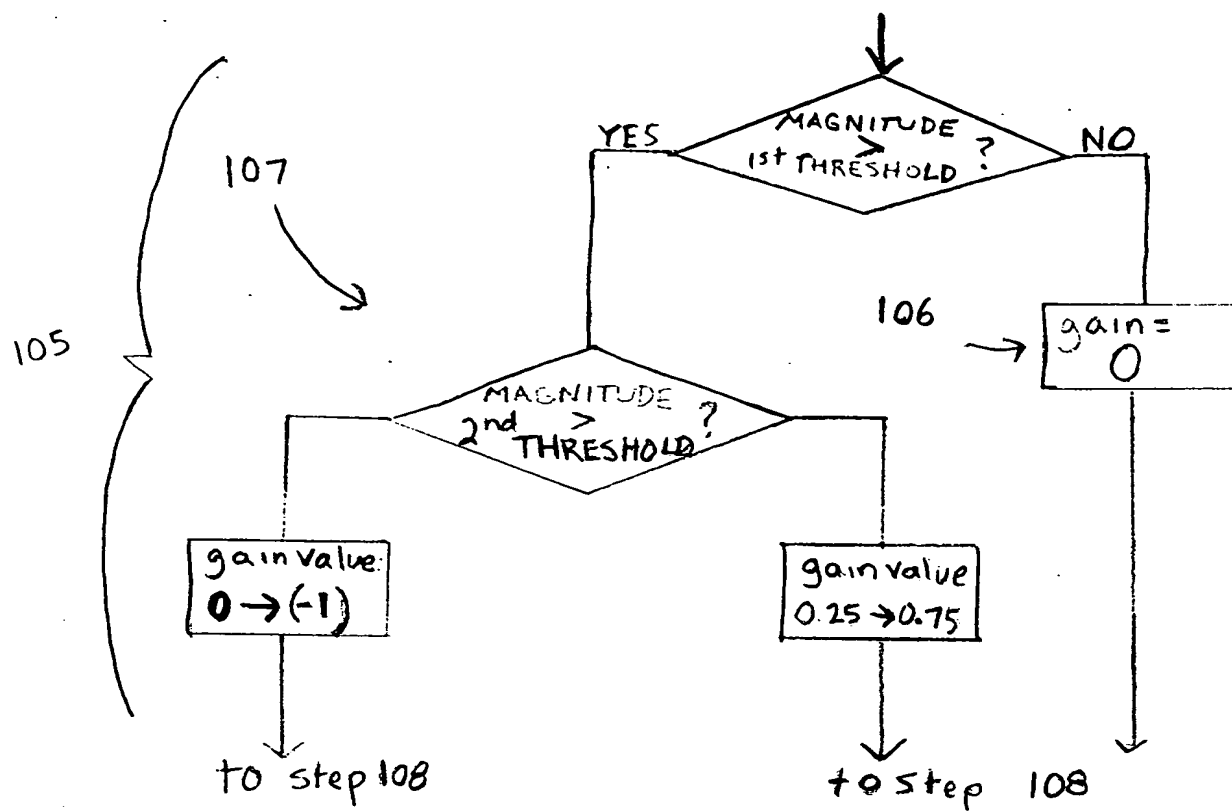 MAGNITUDE
>
1st THRESHOLD ?
YES
NO
107
105
106
gain =
0
MAGNITUDE
>
2nd THRESHOLD ?
gain value:
0 → (-1)
gain value
0.25 → 0.75
to step 108
to step 108